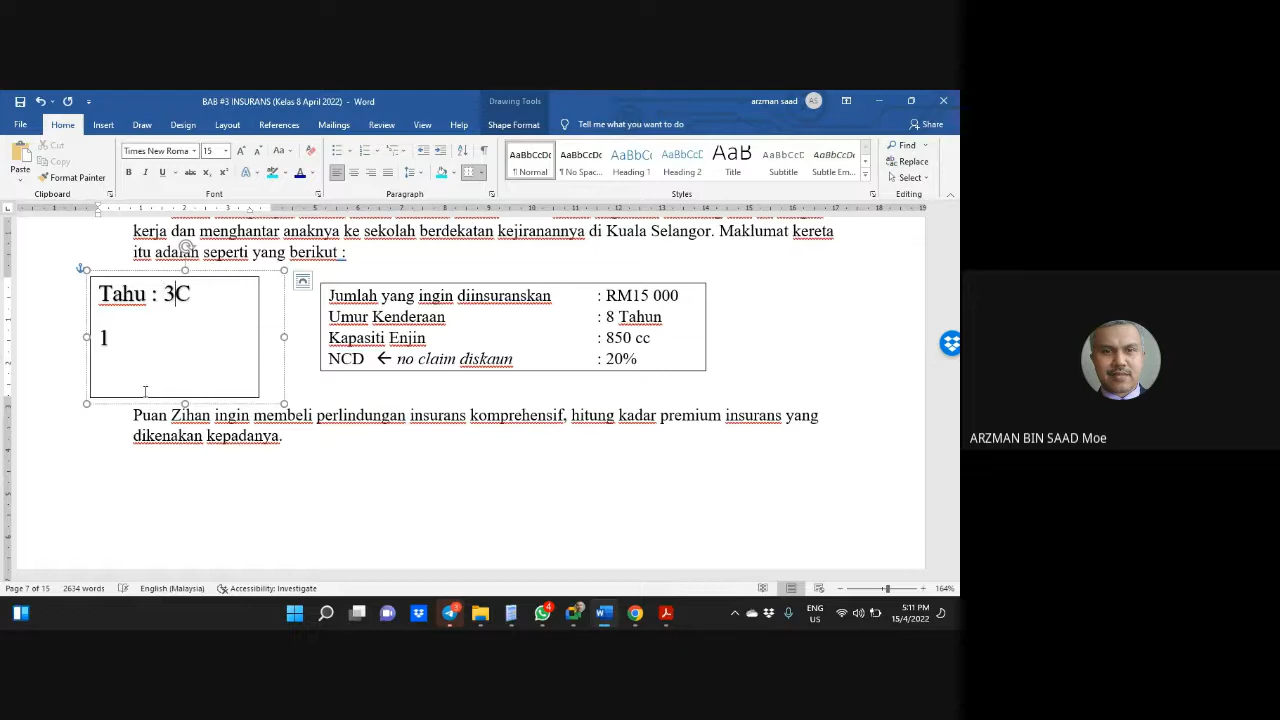 BAB #3 INSURANS (Kelas 8 April 2022) - Word
Drawing Tools
arzman saad
AS
File Home Insert Draw Design Layout References Mailings Review View Help Shape Format Tell me what you want to do Share
Paste
Cut
Copy
Format Painter
Clipboard
Times New Roma 15
Font
Paragraph
AaBbCcDc AaBbCcDc AaBbCc AaBbCcD AaB AaBbCcD AaBbCcDc
¶ Normal ¶ No Spac... Heading 1 Heading 2 Title Subtitle Subtle Em...
Styles
Find
Replace
Select
Editing
kerja dan menghantar anaknya ke sekolah berdekatan kejiranannya di Kuala Selangor. Maklumat kereta
itu adalah seperti yang berikut :
Tahu : 3C
1
Jumlah yang ingin diinsuranskan : RM15 000
Umur Kenderaan : 8 Tahun
Kapasiti Enjin : 850 cc
NCD ← no claim diskaun : 20%
Puan Zihan ingin membeli perlindungan insurans komprehensif, hitung kadar premium insurans yang
dikenakan kepadanya.
Page 7 of 15 2634 words English (Malaysia) Accessibility: Investigate 164%
ENG
US
5:11 PM
15/4/2022
ARZMAN BIN SAAD Moe